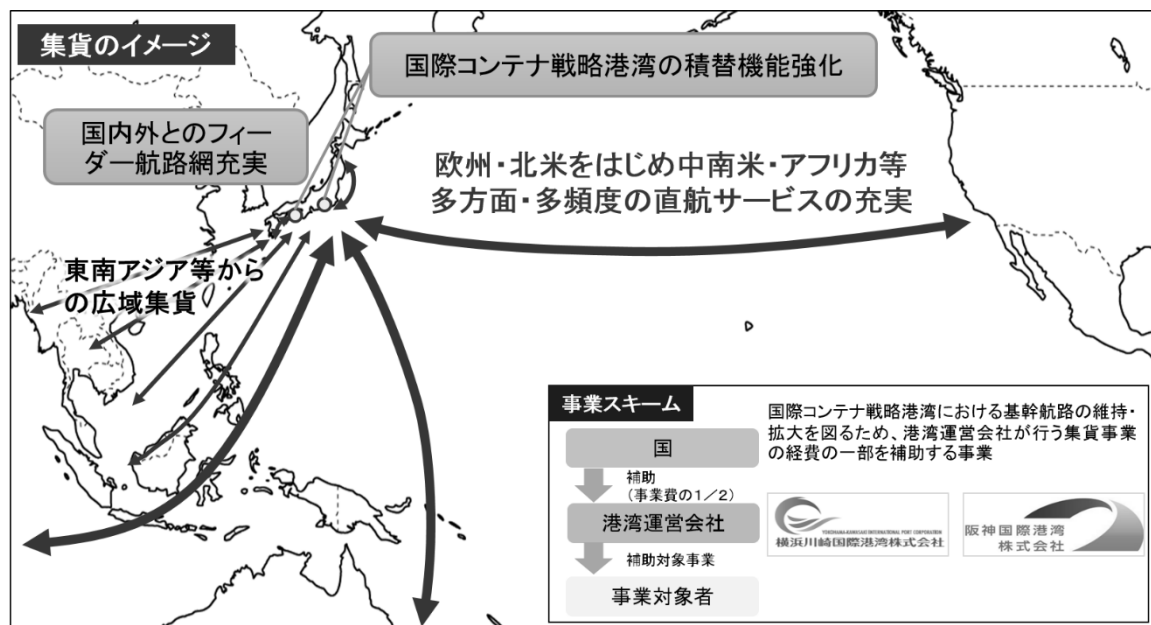 集貨のイメージ
国際コンテナ戦略港湾の積替機能強化
国内外とのフィー
ダー航路網充実
欧州・北米をはじめ中南米・アフリカ等
多方面・多頻度の直航サービスの充実
東南アジア等から
の広域集貨
事業スキーム
国
補助
(事業費の1/2)
港湾運営会社
補助対象事業
事業対象者
国際コンテナ戦略港湾における基幹航路の維持・
拡大を図るため、港湾運営会社が行う集貨事業
の経費の一部を補助する事業
YOKOHAMA-KAWASAKI INTERNATIONAL PORT CORPORATION
横浜川崎国際港湾株式会社
阪神国際港湾
株式会社